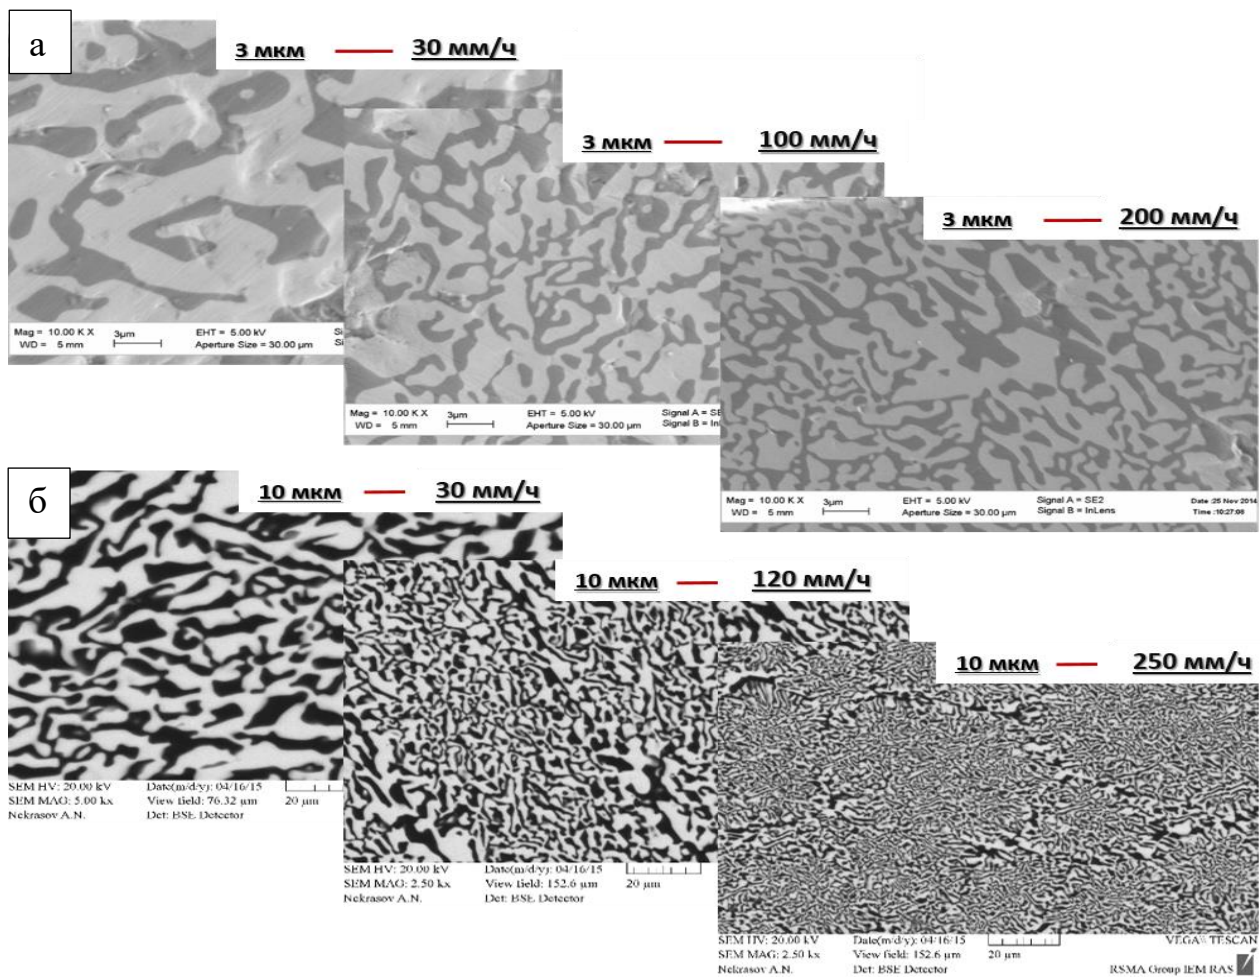 а
3 мкм — 30 мм/ч
3 мкм — 100 мм/ч
3 мкм — 200 мм/ч
Mag = 10.00 K X 3µm EHT = 5.00 kV
WD = 5 mm Aperture Size = 30.00 µm
Mag = 10.00 K X 3µm EHT = 5.00 kV Signal A = SE
WD = 5 mm Aperture Size = 30.00 µm Signal B = InL
Mag = 10.00 K X 3µm EHT = 5.00 kV Signal A = SE2 Date :25 Nov 2014
WD = 5 mm Aperture Size = 30.00 µm Signal B = InLens Time :10:27:06
б
10 мкм — 30 мм/ч
10 мкм — 120 мм/ч
10 мкм — 250 мм/ч
SEM HV: 20.00 kV Date(m/d/y): 04/16/15
SEM MAG: 5.00 kx View field: 76.32 µm 20 µm
Nekrasov A.N. Det: BSE Detector
SEM HV: 20.00 kV Date(m/d/y): 04/16/15
SEM MAG: 2.50 kx View field: 152.6 µm 20 µm
Nekrasov A.N. Det: BSE Detector
SEM HV: 20.00 kV Date(m/d/y): 04/16/15 VEGA\\ TESCAN
SEM MAG: 2.50 kx View field: 152.6 µm 20 µm
Nekrasov A.N. Det: BSE Detector RSMA Group IEM RAS